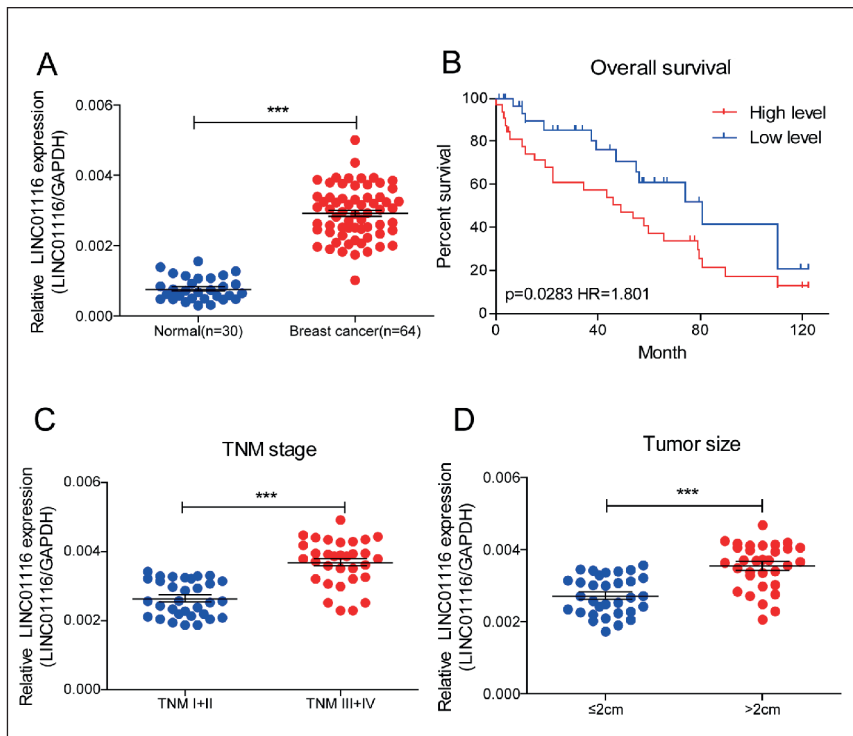 A
Relative LINC01116 expression
(LINC01116/GAPDH)
0.006
0.004
0.002
0.000
***
Normal(n=30)
Breast cancer(n=64)
B
Overall survival
Percent survival
100
80
60
40
20
0
High level
Low level
p=0.0283 HR=1.801
0
40
80
120
Month
C
TNM stage
Relative LINC01116 expression
(LINC01116/GAPDH)
0.006
0.004
0.002
0.000
***
TNM I+II
TNM III+IV
D
Tumor size
Relative LINC01116 expression
(LINC01116/GAPDH)
0.006
0.004
0.002
0.000
***
≤2cm
>2cm